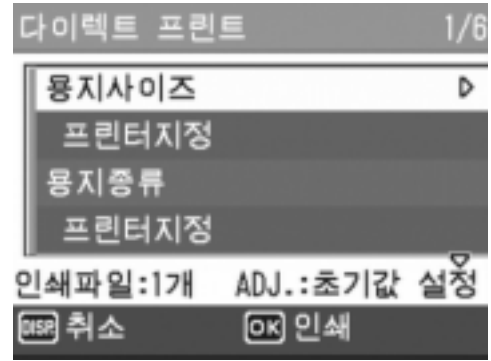 다이렉트 프린트 1/6
용지사이즈
프린터지정
용지종류
프린터지정
인쇄파일:1개 ADJ.:초기값 설정
DISP. 취소 OK 인쇄